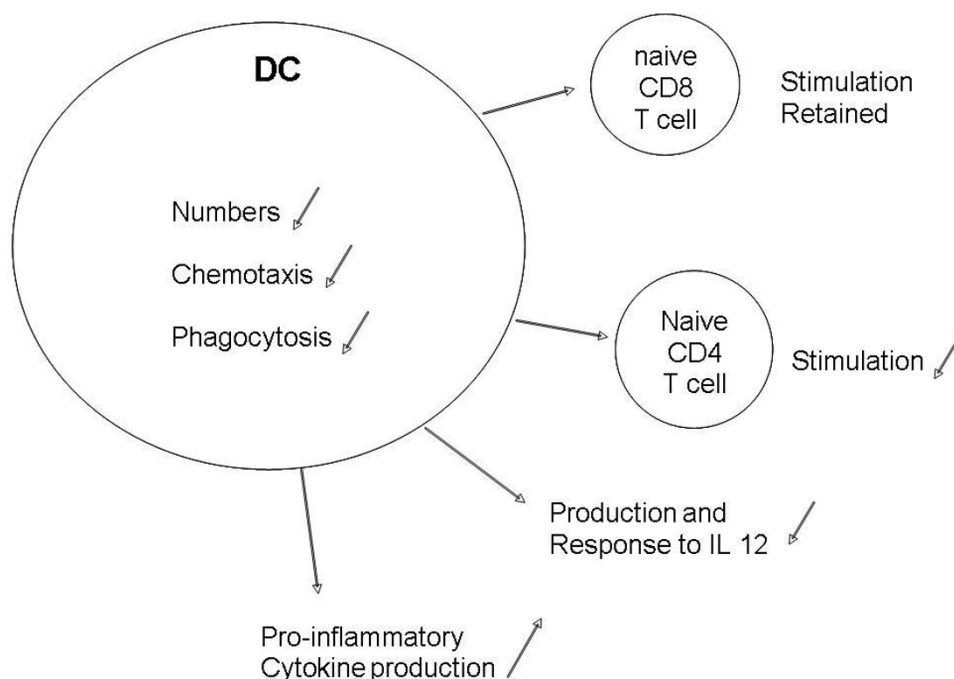 DC
Numbers
Chemotaxis
Phagocytosis
naive
CD8
T cell
Stimulation
Retained
Naive
CD4
T cell
Stimulation
Production and
Response to IL 12
Pro-inflammatory
Cytokine production